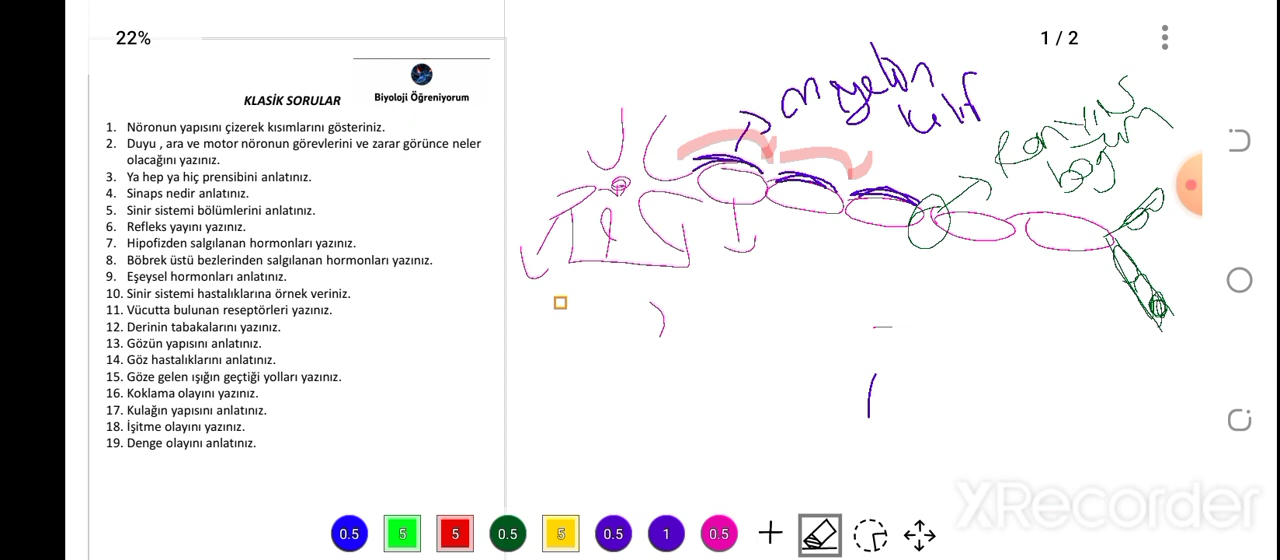 22%
1 / 2
KLASİK SORULAR
Biyoloji Öğreniyorum
1. Nöronun yapısını çizerek kısımlarını gösteriniz.
2. Duyu , ara ve motor nöronun görevlerini ve zarar görünce neler
olacağını yazınız.
3. Ya hep ya hiç prensibini anlatınız.
4. Sinaps nedir anlatınız.
5. Sinir sistemi bölümlerini anlatınız.
6. Refleks yayını yazınız.
7. Hipofizden salgılanan hormonları yazınız.
8. Böbrek üstü bezlerinden salgılanan hormonları yazınız.
9. Eşeysel hormonları anlatınız.
10. Sinir sistemi hastalıklarına örnek veriniz.
11. Vücutta bulunan reseptörleri yazınız.
12. Derinin tabakalarını yazınız.
13. Gözün yapısını anlatınız.
14. Göz hastalıklarını anlatınız.
15. Göze gelen ışığın geçtiği yolları yazınız.
16. Koklama olayını yazınız.
17. Kulağın yapısını anlatınız.
18. İşitme olayını yazınız.
19. Denge olayını anlatınız.
myelin
kılıf
ranvier
boğum
0.5 5 5 0.5 5 0.5 1 0.5
XRecorder